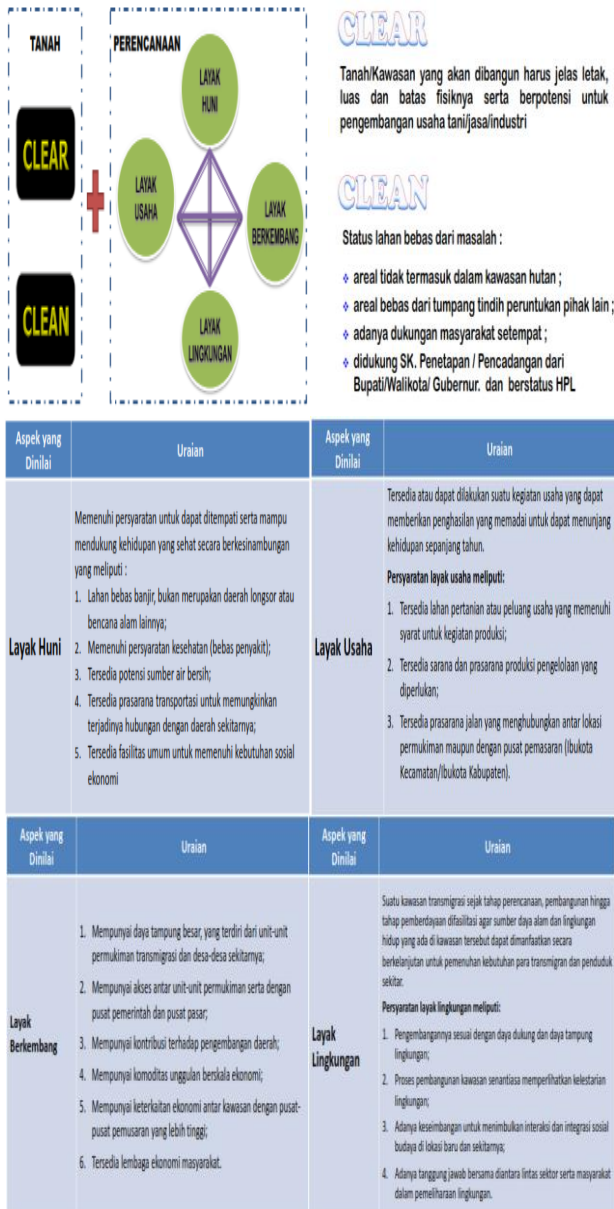 TANAH
CLEAR
CLEAN
PERENCANAAN
LAYAK
HUNI
LAYAK
USAHA
LAYAK
BERKEMBANG
LAYAK
LINGKUNGAN
CLEAR
Tanah/Kawasan yang akan dibangun harus jelas letak,
luas dan batas fisiknya serta berpotensi untuk
pengembangan usaha tani/jasa/industri
CLEAN
Status lahan bebas dari masalah :
areal tidak termasuk dalam kawasan hutan ;
areal bebas dari tumpang tindih peruntukan pihak lain ;
adanya dukungan masyarakat setempat ;
didukung SK. Penetapan / Pencadangan dari
Bupati/Walikota/ Gubernur. dan berstatus HPL
Aspek yang
Dinilai
Uraian
Layak Huni
Memenuhi persyaratan untuk dapat ditempati serta mampu
mendukung kehidupan yang sehat secara berkesinambungan
yang meliputi :
1. Lahan bebas banjir, bukan merupakan daerah longsor atau
bencana alam lainnya;
2. Memenuhi persyaratan kesehatan (bebas penyakit);
3. Tersedia potensi sumber air bersih;
4. Tersedia prasarana transportasi untuk memungkinkan
terjadinya hubungan dengan daerah sekitarnya;
5. Tersedia fasilitas umum untuk memenuhi kebutuhan sosial
ekonomi
Aspek yang
Dinilai
Uraian
Layak Usaha
Tersedia atau dapat dilakukan suatu kegiatan usaha yang dapat
memberikan penghasilan yang memadai untuk dapat menunjang
kehidupan sepanjang tahun.
Persyaratan layak usaha meliputi:
1. Tersedia lahan pertanian atau peluang usaha yang memenuhi
syarat untuk kegiatan produksi;
2. Tersedia sarana dan prasarana produksi pengelolaan yang
diperlukan;
3. Tersedia prasarana jalan yang menghubungkan antar lokasi
permukiman maupun dengan pusat pemasaran (Ibukota
Kecamatan/Ibukota Kabupaten).
Aspek yang
Dinilai
Uraian
Layak
Berkembang
1. Mempunyai daya tampung besar, yang terdiri dari unit-unit
permukiman transmigrasi dan desa-desa sekitarnya;
2. Mempunyai akses antar unit-unit permukiman serta dengan
pusat pemerintah dan pusat pasar;
3. Mempunyai kontribusi terhadap pengembangan daerah;
4. Mempunyai komoditas unggulan berskala ekonomi;
5. Mempunyai keterkaitan ekonomi antar kawasan dengan pusat-
pusat pemusaran yang lebih tinggi;
6. Tersedia lembaga ekonomi masyarakat.
Aspek yang
Dinilai
Uraian
Layak
Lingkungan
Suatu kawasan transmigrasi sejak tahap perencanaan, pembangunan hingga
tahap pemberdayaan difasilitasi agar sumber daya alam dan lingkungan
hidup yang ada di kawasan tersebut dapat dimanfaatkan secara
berkelanjutan untuk pemenuhan kebutuhan para transmigran dan penduduk
sekitar.
Persyaratan layak lingkungan meliputi:
1. Pengembangannya sesuai dengan daya dukung dan daya tampung
lingkungan;
2. Proses pembangunan kawasan senantiasa memperlihatkan kelestarian
lingkungan;
3. Adanya keseimbangan untuk menimbulkan interaksi dan integrasi sosial
budaya di lokasi baru dan sekitarnya;
4. Adanya tanggung jawab bersama diantara lintas sektor serta masyarakat
dalam pemeliharaan lingkungan.